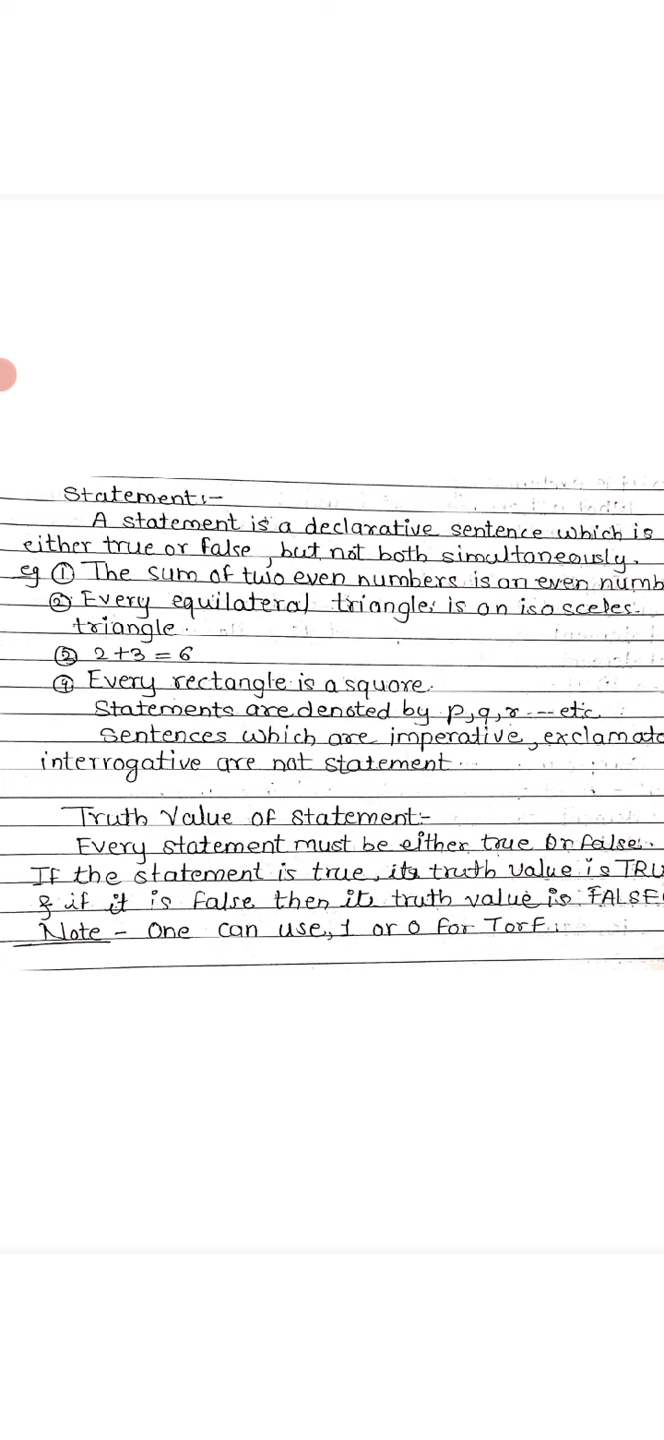 Statement :-
A statement is a declarative sentence which is
either true or false, but not both simultaneously.
eg ① The sum of two even numbers is an even numb
② Every equilateral triangle is an isosceles
triangle.
③ 2+3 = 6
④ Every rectangle is a square.
Statements are denoted by p, q, r --- etc
Sentences which are imperative, exclamato
interrogative are not statement.
Truth Value of Statement:-
Every statement must be either true or false.
If the statement is true, its truth value is TRU
& if it is false then its truth value is FALSE
Note - One can use, 1 or 0 for T or F.